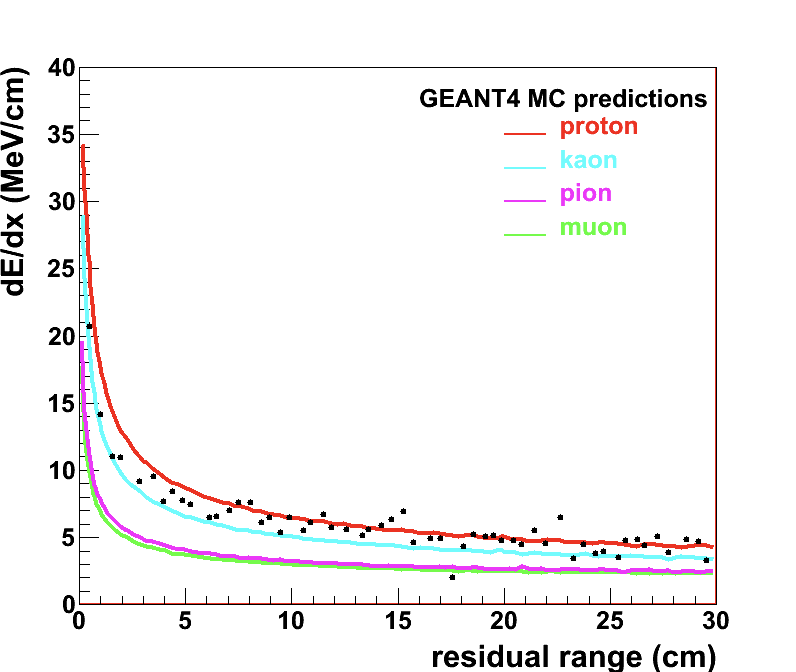 dE/dx (MeV/cm)
40
35
30
25
20
15
10
5
0
GEANT4 MC predictions
proton
kaon
pion
muon
0 5 10 15 20 25 30
residual range (cm)